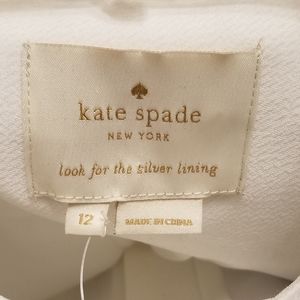 kate spade
NEW YORK
look for the silver lining
12
MADE IN CHINA